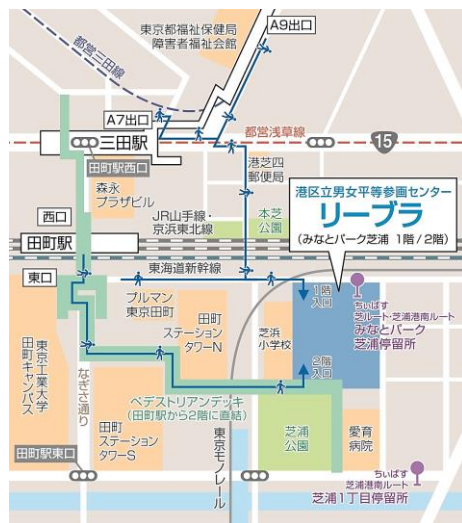 東京都福祉保健局
障害者福祉会館
A9出口
都営三田線
A7出口
三田駅
都営浅草線
15
田町駅西口
港芝四
郵便局
森永
プラザビル
港区立男女平等参画センター
リーブラ
(みなとパーク芝浦 1階/2階)
西口
JR山手線・
京浜東北線
本芝
公園
田町駅
東海道新幹線
東口
プルマン
東京田町
田町
ステーション
タワーN
芝浜
小学校
1階
入口
ちぃばす
芝ルート・芝浦港南ルート
みなとパーク
芝浦停留所
2階
入口
東京工業大学
田町キャンパス
なぎさ通り
ペデストリアンデッキ
(田町駅から2階に直結)
田町
ステーション
タワーS
東京モノレール
芝浦
公園
愛育
病院
田町駅東口
ちぃばす
芝浦港南ルート
芝浦1丁目停留所